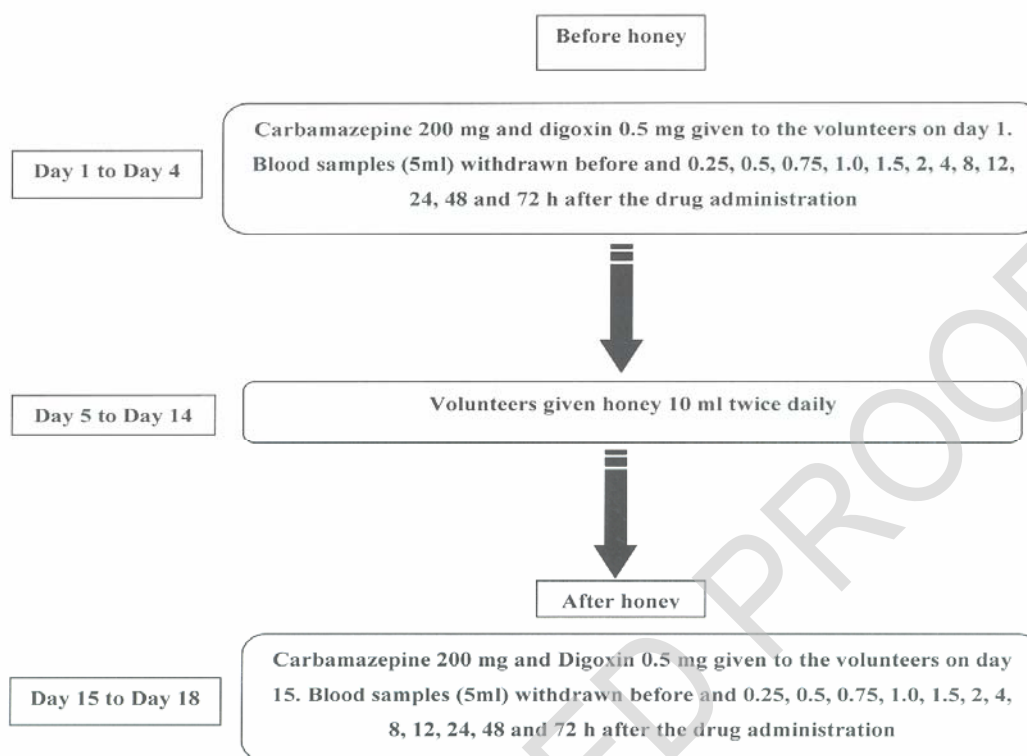 Before honey
Day 1 to Day 4
Carbamazepine 200 mg and digoxin 0.5 mg given to the volunteers on day 1.
Blood samples (5ml) withdrawn before and 0.25, 0.5, 0.75, 1.0, 1.5, 2, 4, 8, 12,
24, 48 and 72 h after the drug administration
Day 5 to Day 14
Volunteers given honey 10 ml twice daily
After honey
Day 15 to Day 18
Carbamazepine 200 mg and Digoxin 0.5 mg given to the volunteers on day
15. Blood samples (5ml) withdrawn before and 0.25, 0.5, 0.75, 1.0, 1.5, 2, 4,
8, 12, 24, 48 and 72 h after the drug administration
ED PROOF